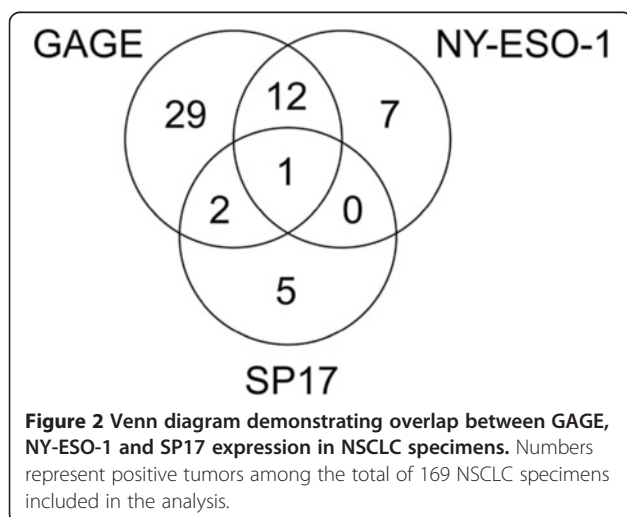 GAGE
NY-ESO-1
29
12
7
1
2
0
5
SP17
Figure 2 Venn diagram demonstrating overlap between GAGE,
NY-ESO-1 and SP17 expression in NSCLC specimens. Numbers
represent positive tumors among the total of 169 NSCLC specimens
included in the analysis.